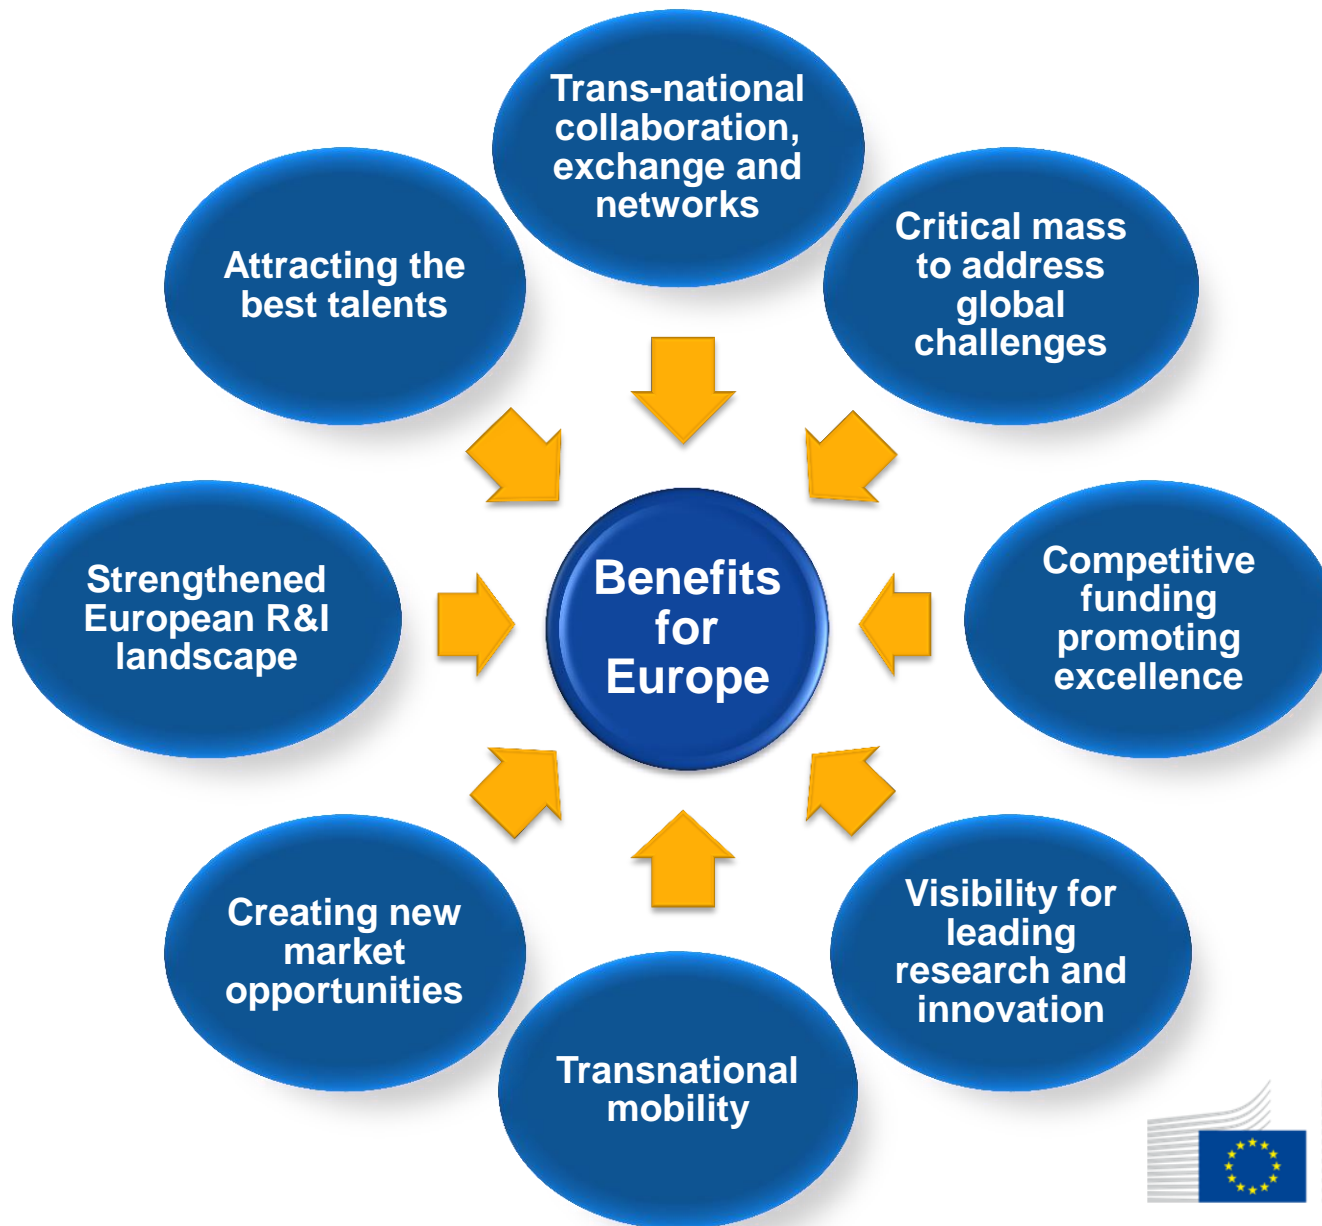 Trans-national
collaboration,
exchange and
networks
Attracting the
best talents
Critical mass
to address
global
challenges
Strengthened
European R&I
landscape
Benefits
for
Europe
Competitive
funding
promoting
excellence
Creating new
market
opportunities
Visibility for
leading
research and
innovation
Transnational
mobility